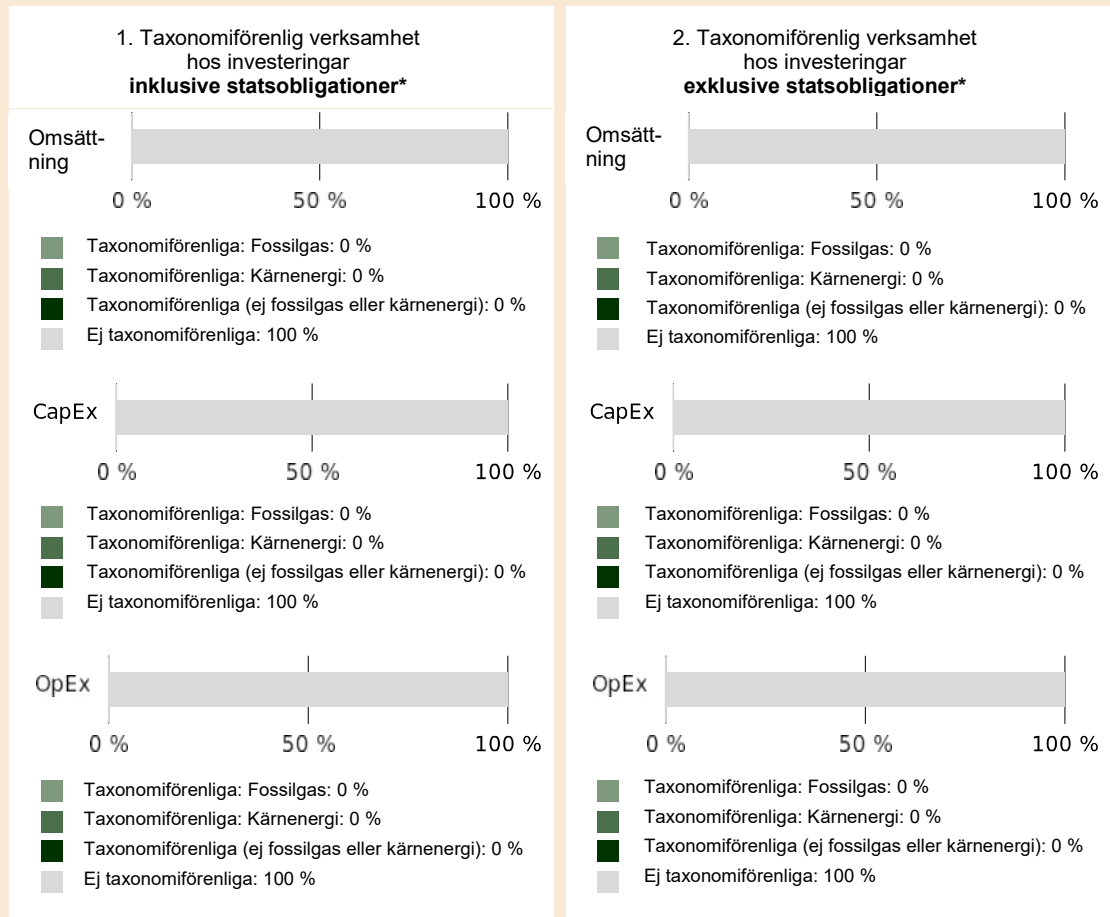 1. Taxonomiförenlig verksamhet
hos investeringar
inklusive statsobligationer*
Omsätt-
ning
0 %
50 %
100 %
Taxonomiförenliga: Fossilgas: 0 %
Taxonomiförenliga: Kärnenergi: 0 %
Taxonomiförenliga (ej fossilgas eller kärnenergi): 0 %
Ej taxonomiförenliga: 100 %
CapEx
0 %
50 %
100 %
Taxonomiförenliga: Fossilgas: 0 %
Taxonomiförenliga: Kärnenergi: 0 %
Taxonomiförenliga (ej fossilgas eller kärnenergi): 0 %
Ej taxonomiförenliga: 100 %
OpEx
0 %
50 %
100 %
Taxonomiförenliga: Fossilgas: 0 %
Taxonomiförenliga: Kärnenergi: 0 %
Taxonomiförenliga (ej fossilgas eller kärnenergi): 0 %
Ej taxonomiförenliga: 100 %
2. Taxonomiförenlig verksamhet
hos investeringar
exklusive statsobligationer*
Omsätt-
ning
0 %
50 %
100 %
Taxonomiförenliga: Fossilgas: 0 %
Taxonomiförenliga: Kärnenergi: 0 %
Taxonomiförenliga (ej fossilgas eller kärnenergi): 0 %
Ej taxonomiförenliga: 100 %
CapEx
0 %
50 %
100 %
Taxonomiförenliga: Fossilgas: 0 %
Taxonomiförenliga: Kärnenergi: 0 %
Taxonomiförenliga (ej fossilgas eller kärnenergi): 0 %
Ej taxonomiförenliga: 100 %
OpEx
0 %
50 %
100 %
Taxonomiförenliga: Fossilgas: 0 %
Taxonomiförenliga: Kärnenergi: 0 %
Taxonomiförenliga (ej fossilgas eller kärnenergi): 0 %
Ej taxonomiförenliga: 100 %